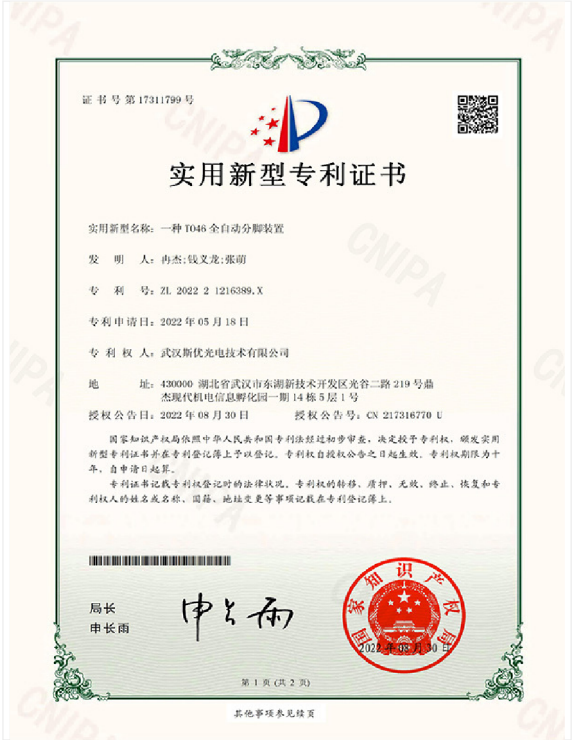 证书号第17311799号
实用新型专利证书
实用新型名称：一种TO46全自动分脚装置
发明人：冉杰;钱义龙;张萌
专利号：ZL 2022 2 1216389.X
专利申请日：2022年05月18日
专利权人：武汉斯优光电技术有限公司
地址：430000 湖北省武汉市东湖新技术开发区光谷二路219号鼎
杰现代机电信息孵化园一期14栋5层1号
授权公告日：2022年08月30日 授权公告号：CN 217316770 U
国家知识产权局依照中华人民共和国专利法经过初步审查，决定授予专利权，颁发实用
新型专利证书并在专利登记簿上予以登记。专利权自授权公告之日起生效。专利权期限为十
年，自申请日起算。
专利证书记载专利权登记时的法律状况。专利权的转移、质押、无效、终止、恢复和专
利权人的姓名或名称、国籍、地址变更等事项记载在专利登记簿上。
局长
申长雨
申长雨
国家知识产权局
2022年08月30日
第1页(共2页)
其他事项参见续页
CNIPA
CNIPA
CNIPA
CNIPA
CNIPA
CNIPA